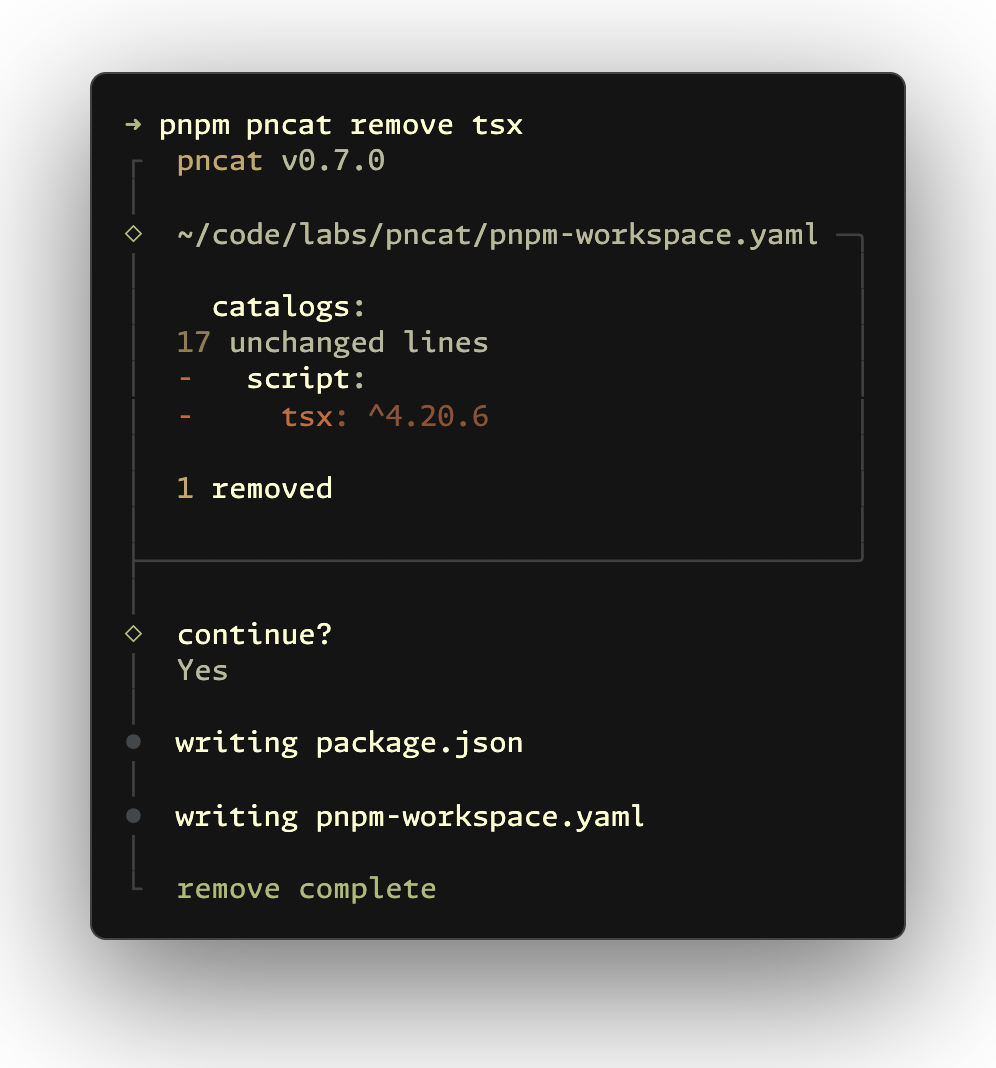 ➜ pnpm pncat remove tsx
pncat v0.7.0
~/code/labs/pncat/pnpm-workspace.yaml
catalogs:
17 unchanged lines
-   script:
-     tsx: ^4.20.6
1 removed
continue?
Yes
writing package.json
writing pnpm-workspace.yaml
remove complete